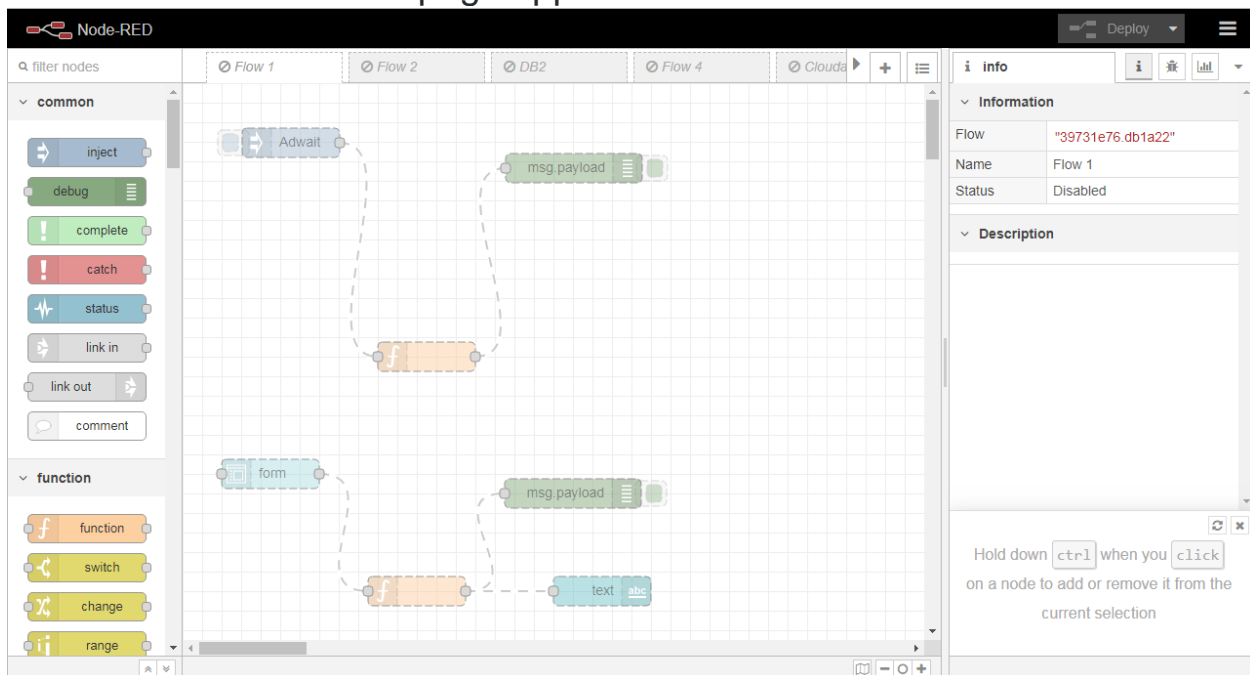 Node-RED
Deploy
filter nodes
Flow 1
Flow 2
DB2
Flow 4
Clouda
i info
i
common
inject
debug
complete
catch
status
link in
link out
comment
function
function
switch
change
range
Adwait
msg.payload
form
msg.payload
text abc
Information
Flow "39731e76.db1a22"
Name Flow 1
Status Disabled
Description
Hold down ctrl when you click
on a node to add or remove it from the
current selection